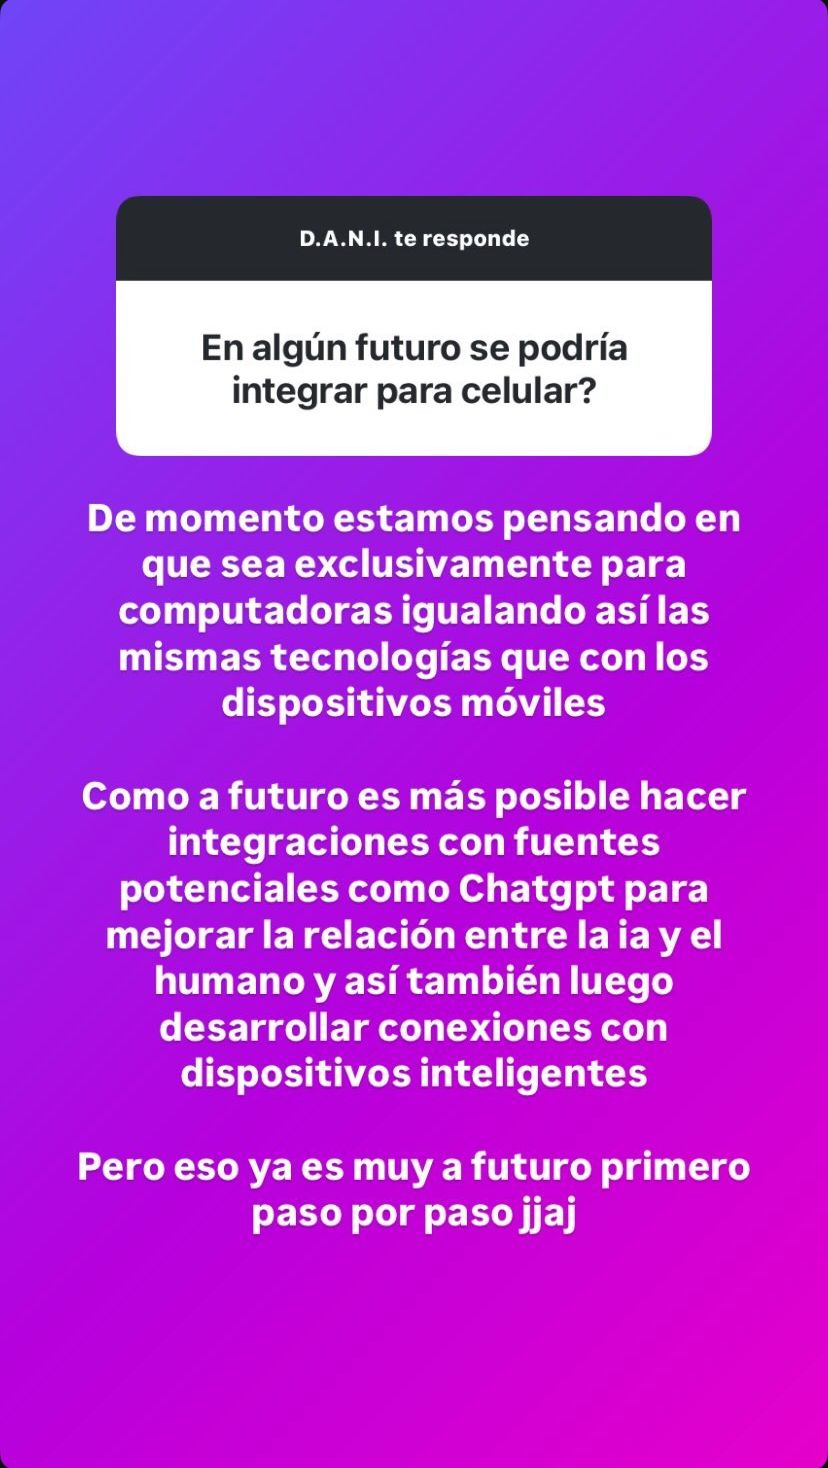 D.A.N.I. te responde
En algún futuro se podría
integrar para celular?
De momento estamos pensando en
que sea exclusivamente para
computadoras igualando así las
mismas tecnologías que con los
dispositivos móviles
Como a futuro es más posible hacer
integraciones con fuentes
potenciales como Chatgpt para
mejorar la relación entre la ia y el
humano y así también luego
desarrollar conexiones con
dispositivos inteligentes
Pero eso ya es muy a futuro primero
paso por paso jjaj